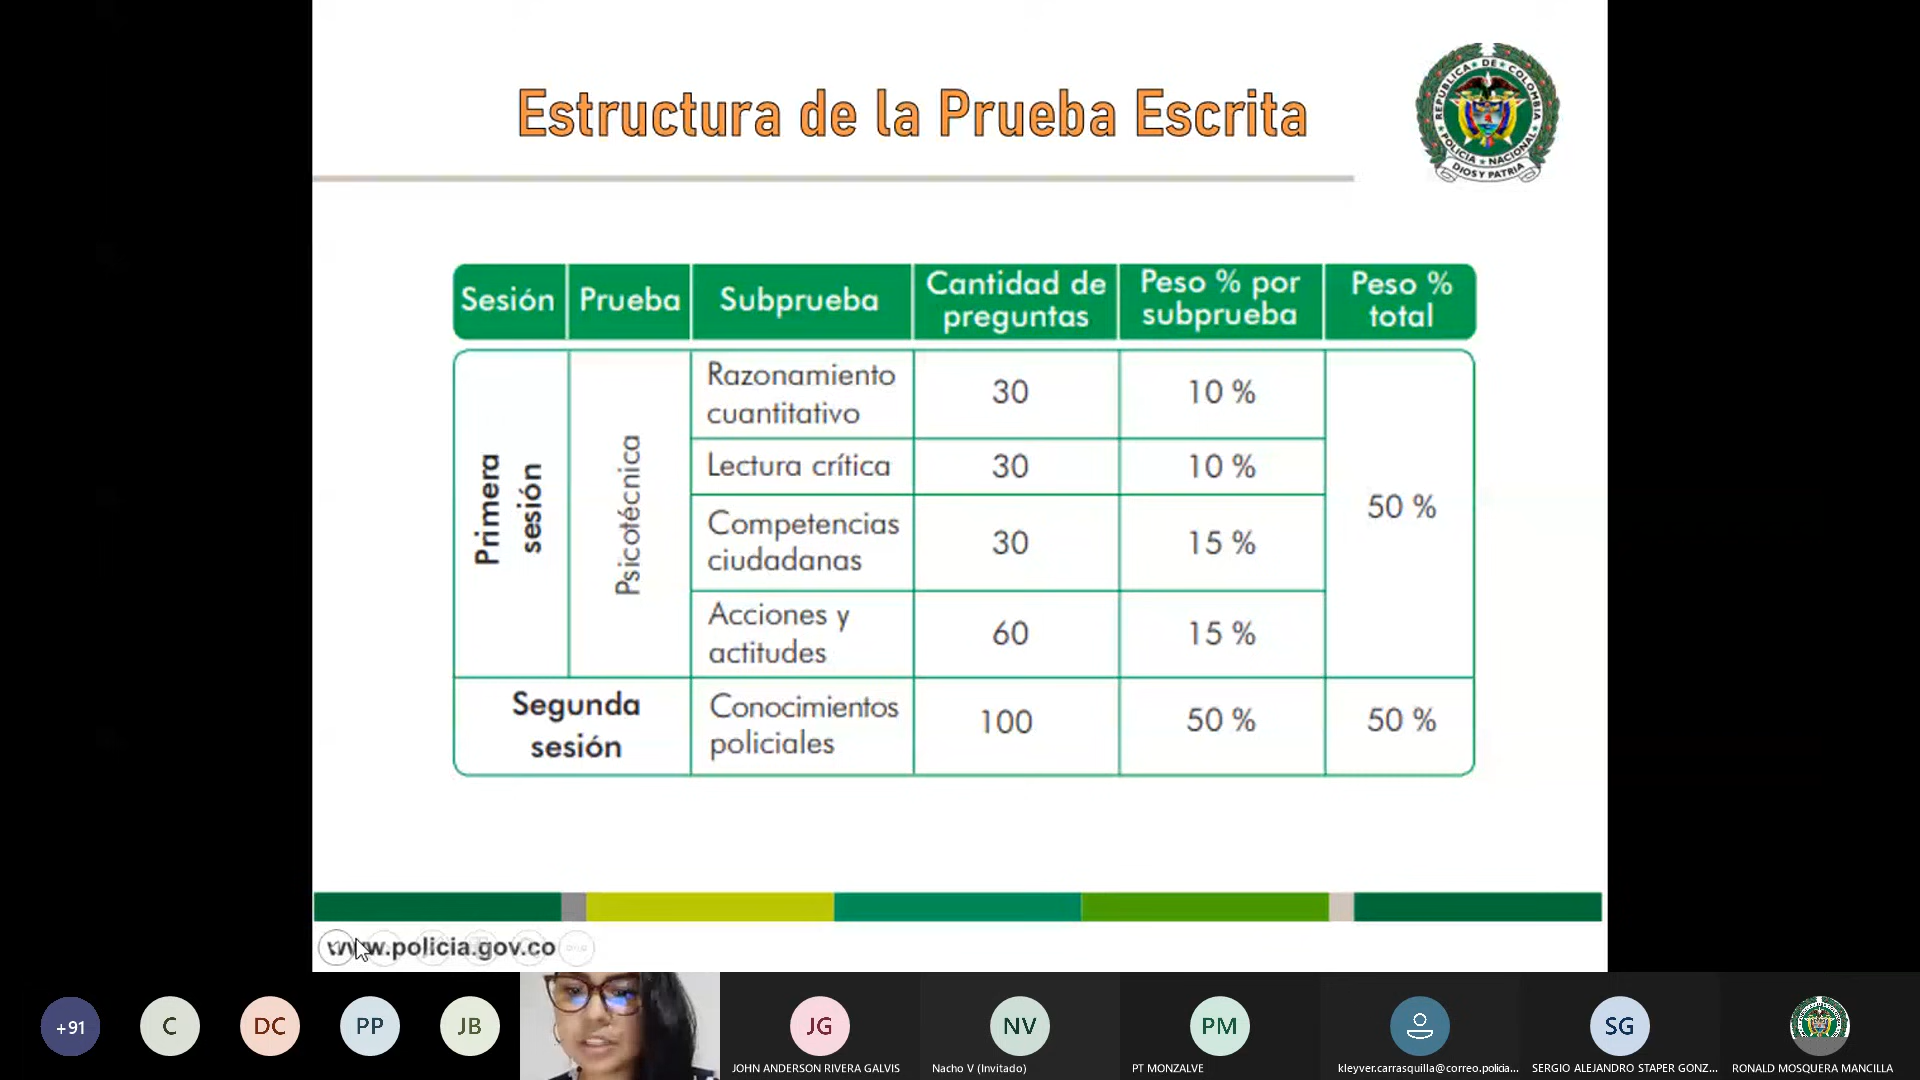 Estructura de la Prueba Escrita
REPÚBLICA DE COLOMBIA
POLICIA NACIONAL
DIOS Y PATRIA
Sesión
Prueba
Subprueba
Cantidad de
preguntas
Peso % por
subprueba
Peso %
total
Primera
sesión
Psicotécnica
Razonamiento
cuantitativo
30
10 %
Lectura crítica
30
10 %
Competencias
ciudadanas
30
15 %
Acciones y
actitudes
60
15 %
50 %
Segunda
sesión
Conocimientos
policiales
100
50 %
50 %
www.policia.gov.co
+91
C
DC
PP
JB
JG
JOHN ANDERSON RIVERA GALVIS
NV
Nacho V (Invitado)
PM
PT MONZALVE
kleyver.carrasquilla@correo.policia...
SG
SERGIO ALEJANDRO STAPER GONZ...
RONALD MOSQUERA MANCILLA